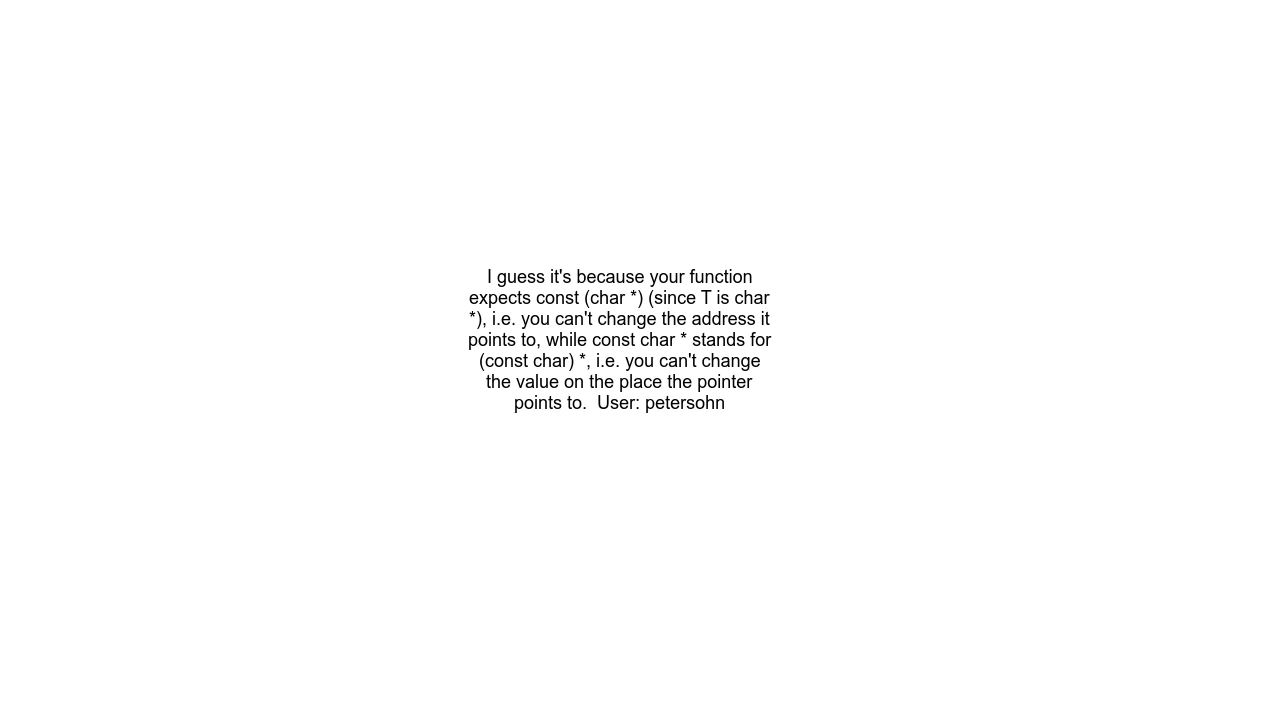 I guess it's because your function
expects const (char *) (since T is char
*), i.e. you can't change the address it
points to, while const char * stands for
(const char) *, i.e. you can't change
the value on the place the pointer
points to.  User: petersohn